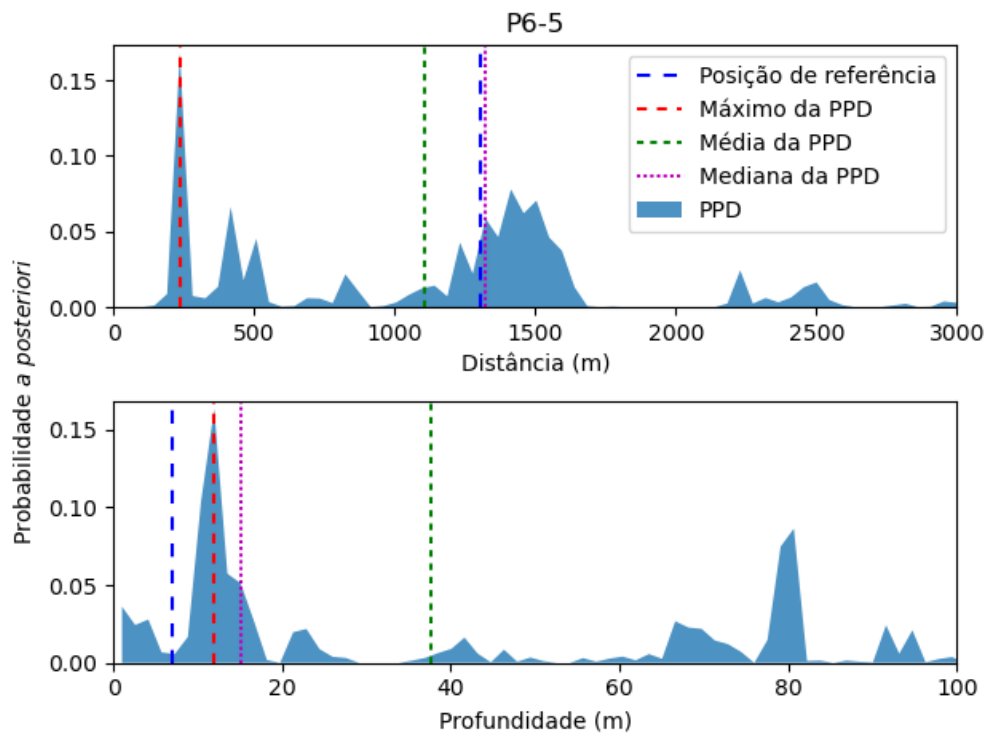 P6-5
0.15
0.10
0.05
0.00
Posição de referência
Máximo da PPD
Média da PPD
Mediana da PPD
PPD
0 500 1000 1500 2000 2500 3000
Distância (m)
Probabilidade a posteriori
0.15
0.10
0.05
0.00
0 20 40 60 80 100
Profundidade (m)